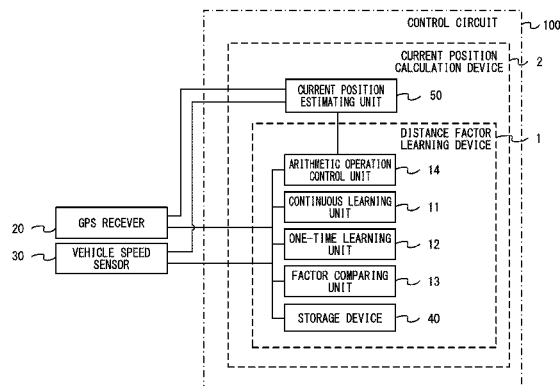 CONTROL CIRCUIT
100
CURRENT POSITION
CALCULATION DEVICE
2
CURRENT POSITION
ESTIMATING UNIT
50
DISTANCE FACTOR
LEARNING DEVICE
1
ARITHMETIC OPERATION
CONTROL UNIT
14
CONTINUOUS LEARNING
UNIT
11
20
GPS RECEVER
ONE-TIME LEARNING
UNIT
12
30
VEHICLE SPEED
SENSOR
FACTOR COMPARING
UNIT
13
STORAGE DEVICE
40